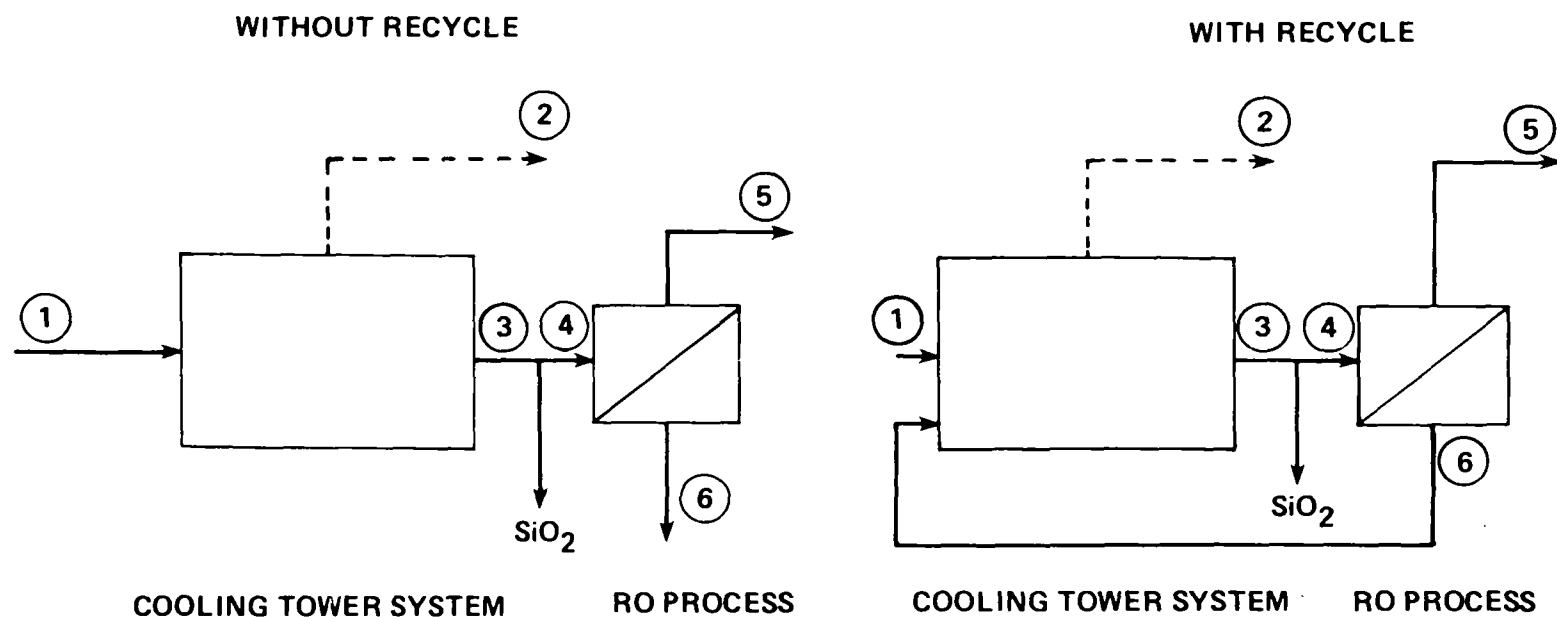 WITHOUT RECYCLE
2
5
1
3
4
6
SiO2
COOLING TOWER SYSTEM
RO PROCESS
WITH RECYCLE
2
5
1
3
4
6
SiO2
COOLING TOWER SYSTEM
RO PROCESS